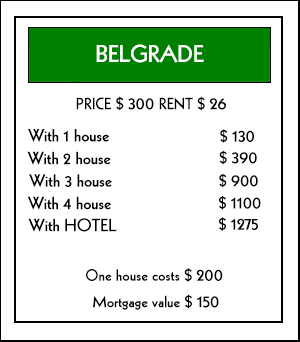 BELGRADE
PRICE $ 300 RENT $ 26
With 1 house $ 130
With 2 house $ 390
With 3 house $ 900
With 4 house $ 1100
With HOTEL $ 1275
One house costs $ 200
Mortgage value $ 150